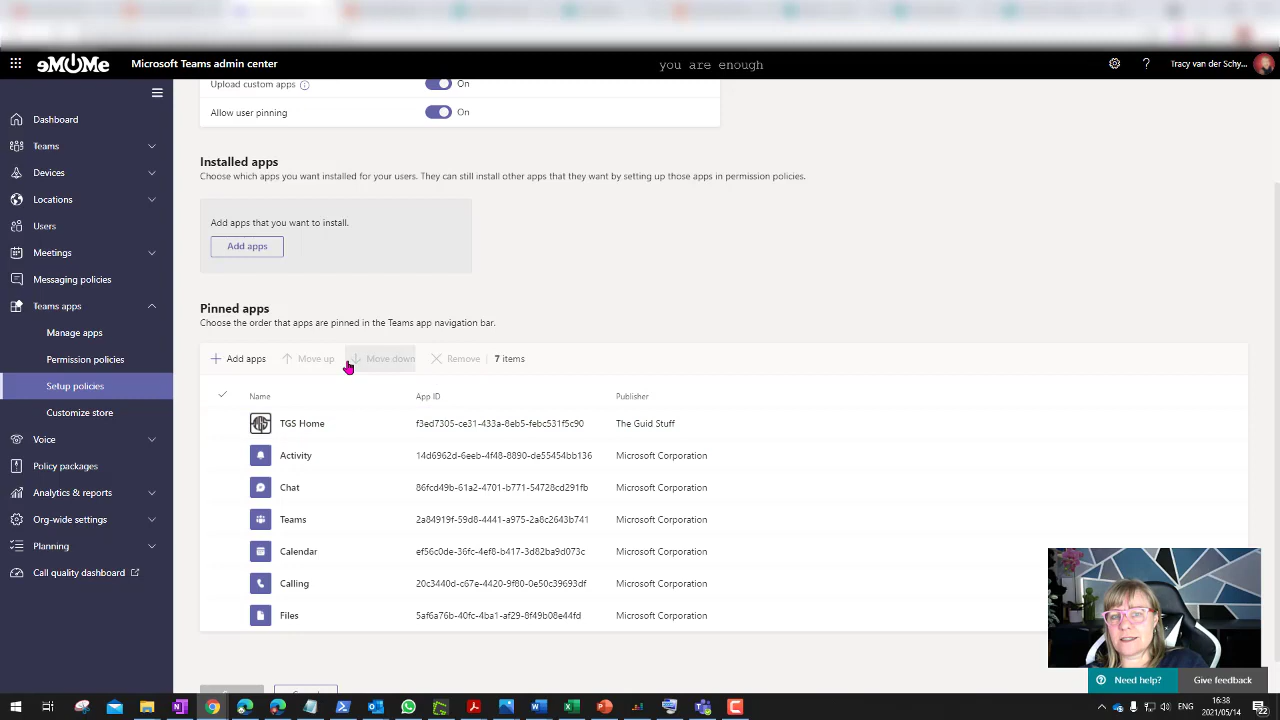 eMOMe Microsoft Teams admin center you are enough Tracy van der Schy...
Upload custom apps On
Allow user pinning On
Dashboard
Teams
Devices
Locations
Users
Meetings
Messaging policies
Teams apps
Manage apps
Permission policies
Setup policies
Customize store
Voice
Policy packages
Analytics & reports
Org-wide settings
Planning
Call quality dashboard
Installed apps
Choose which apps you want installed for your users. They can still install other apps that they want by setting up those apps in permission policies.
Add apps that you want to install.
Add apps
Pinned apps
Choose the order that apps are pinned in the Teams app navigation bar.
Add apps Move up Move down Remove 7 items
Name App ID Publisher
TGS Home f3ed7305-ce31-433a-8eb5-febc531f5c90 The Guid Stuff
Activity 14d6962d-6eeb-4f48-8890-de55454bb136 Microsoft Corporation
Chat 86fcd49b-61a2-4701-b771-54728cd291fb Microsoft Corporation
Teams 2a84919f-59d8-4441-a975-2a8c2643b741 Microsoft Corporation
Calendar ef56c0de-36fc-4ef8-b417-3d82ba9d073c Microsoft Corporation
Calling 20c3440d-c67e-4420-9f80-0e50c39693df Microsoft Corporation
Files 5af6a76b-40fc-4ba1-af29-8f49b08e44fd Microsoft Corporation
Need help? Give feedback
16:38
2021/05/14